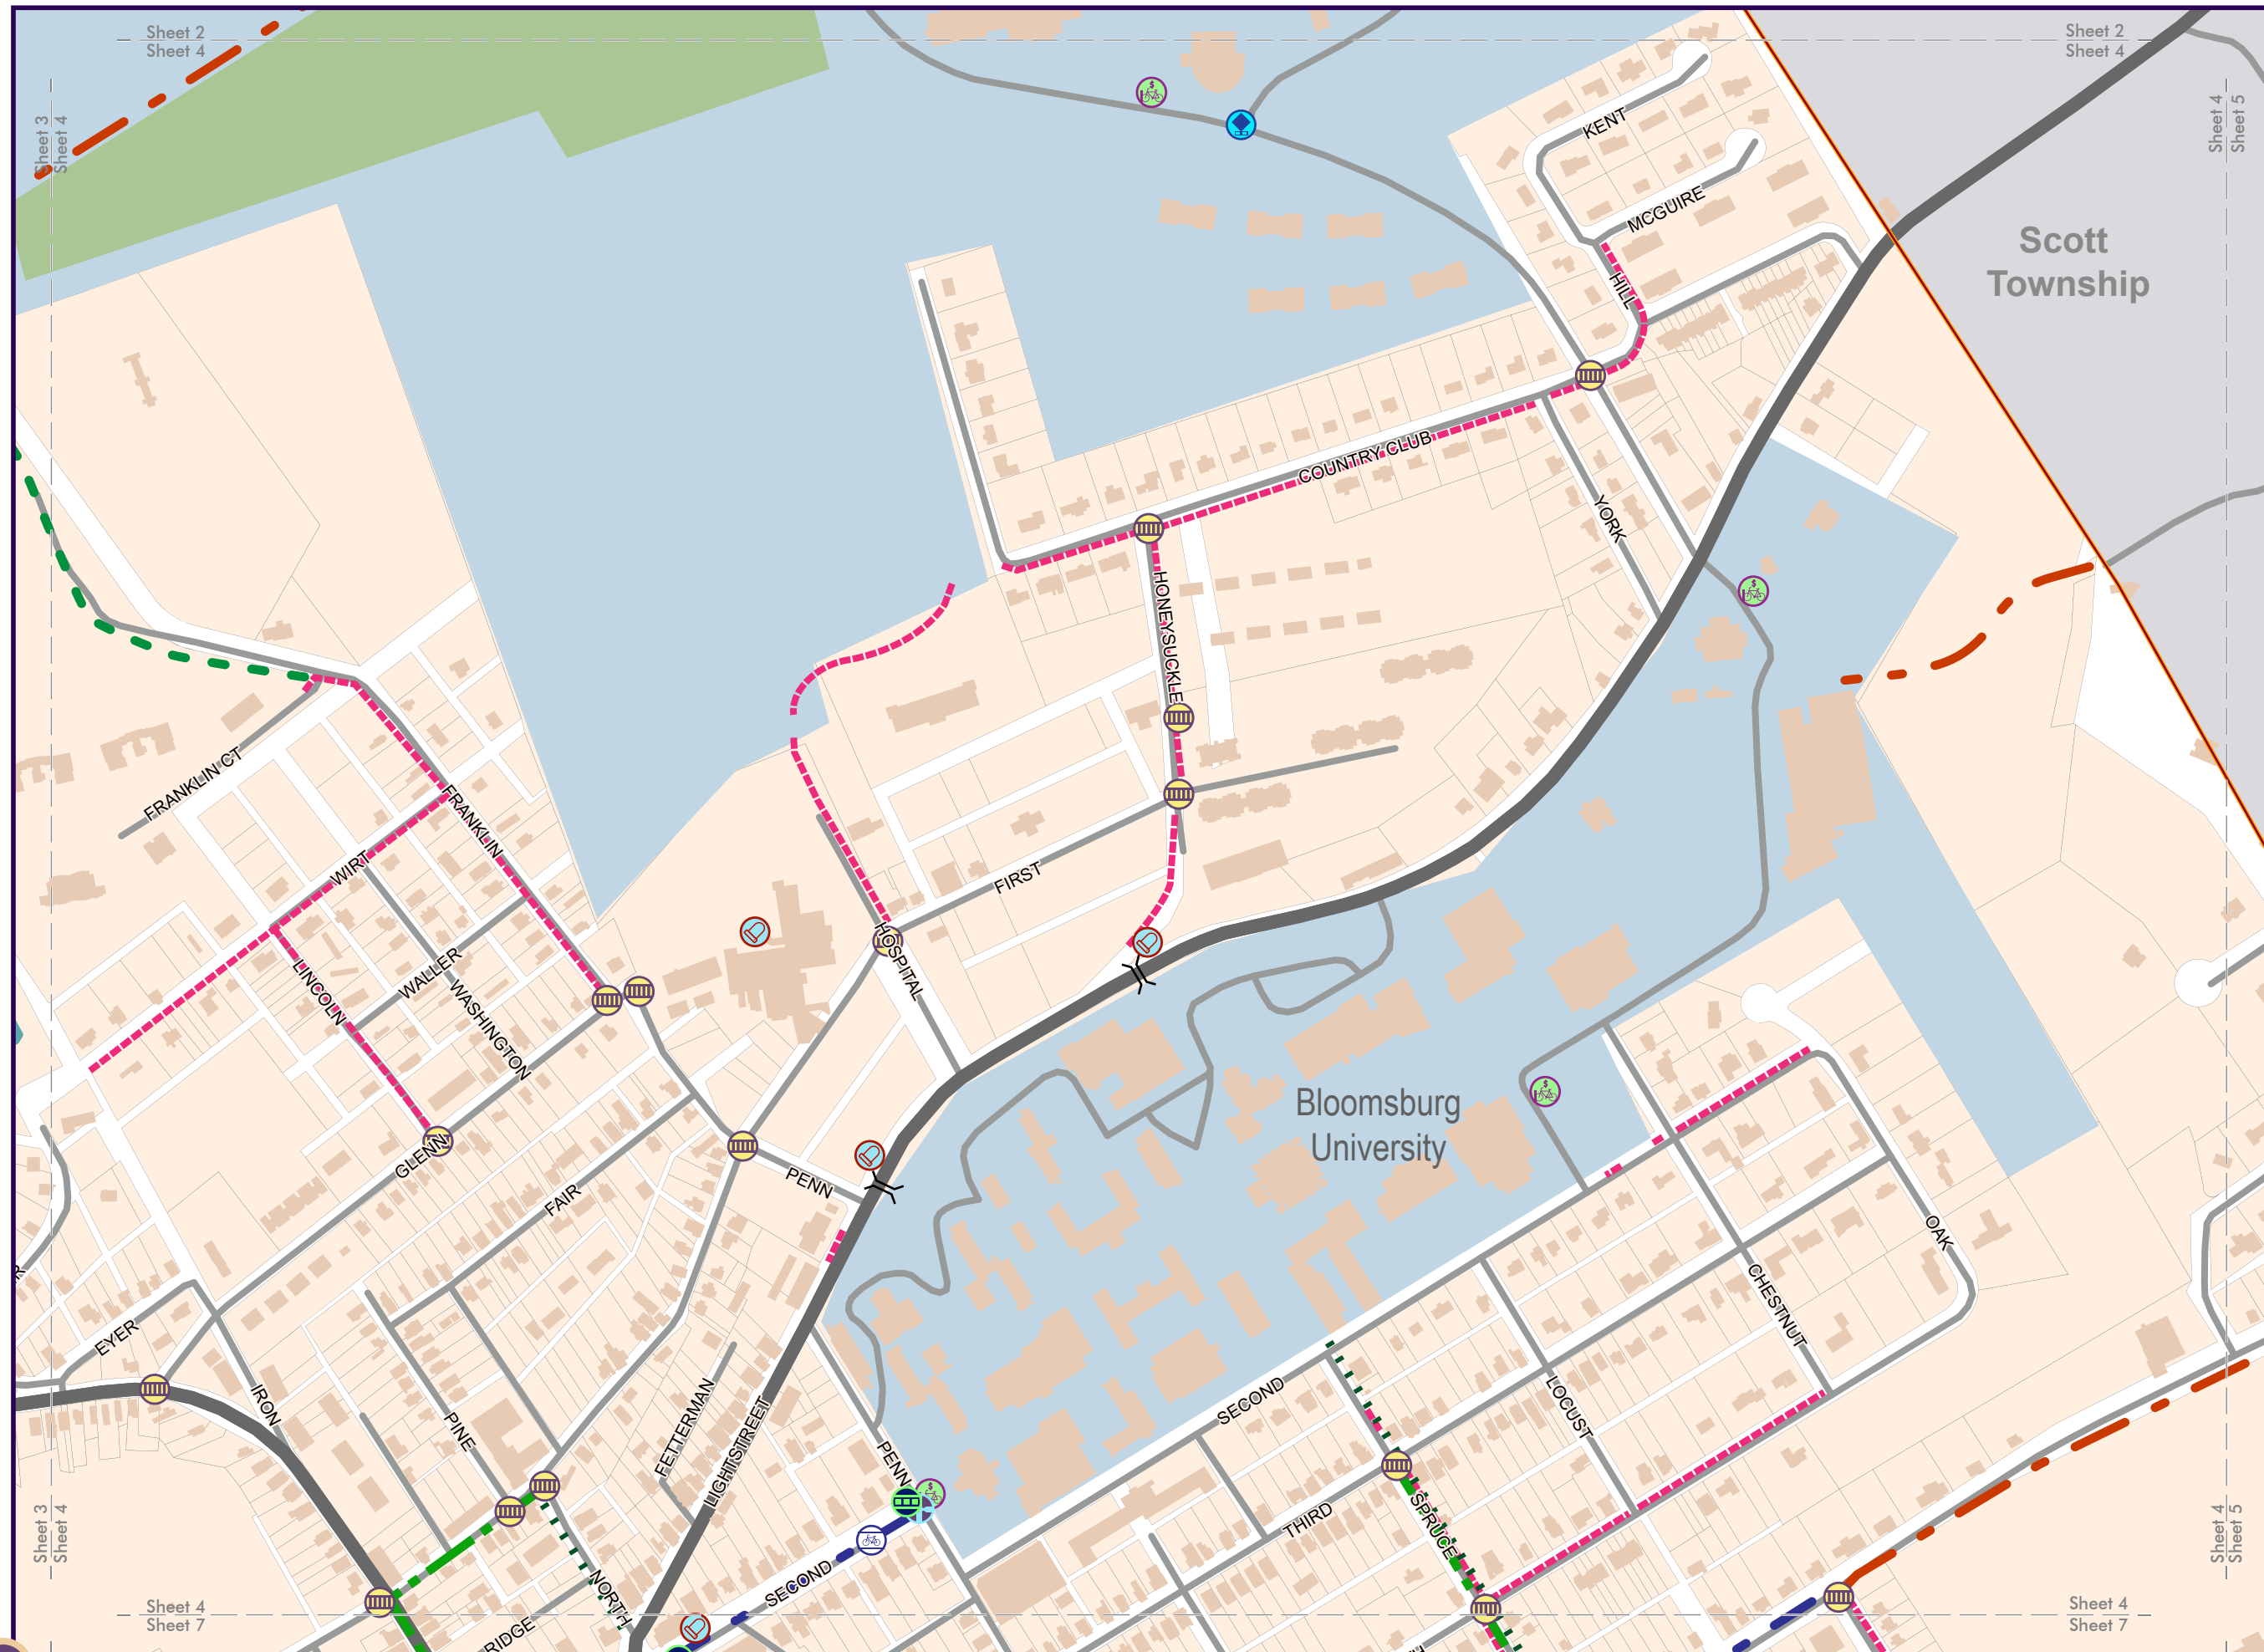 Sheet 2
Sheet 4
Sheet 2
Sheet 4
Sheet 3
Sheet 4
Sheet 4
Sheet 5
KENT
MCGUIRE
HILL
Scott
Township
COUNTRY CLUB
YORK
HONEYSUCKLE
FRANKLIN CT
FRANKLIN
WIRT
FIRST
HOSPITAL
WALLER
LINCOLN
WASHINGTON
GLENN
FAIR
PENN
Bloomsburg
University
OAK
CHESTNUT
EYER
IRON
PINE
FETTERMAN
LIGHTSTREET
PENN
SECOND
LOCUST
THIRD
SPRUCE
SECOND
NORTH
RIDGE
Sheet 3
Sheet 4
Sheet 4
Sheet 5
Sheet 4
Sheet 7
Sheet 4
Sheet 7